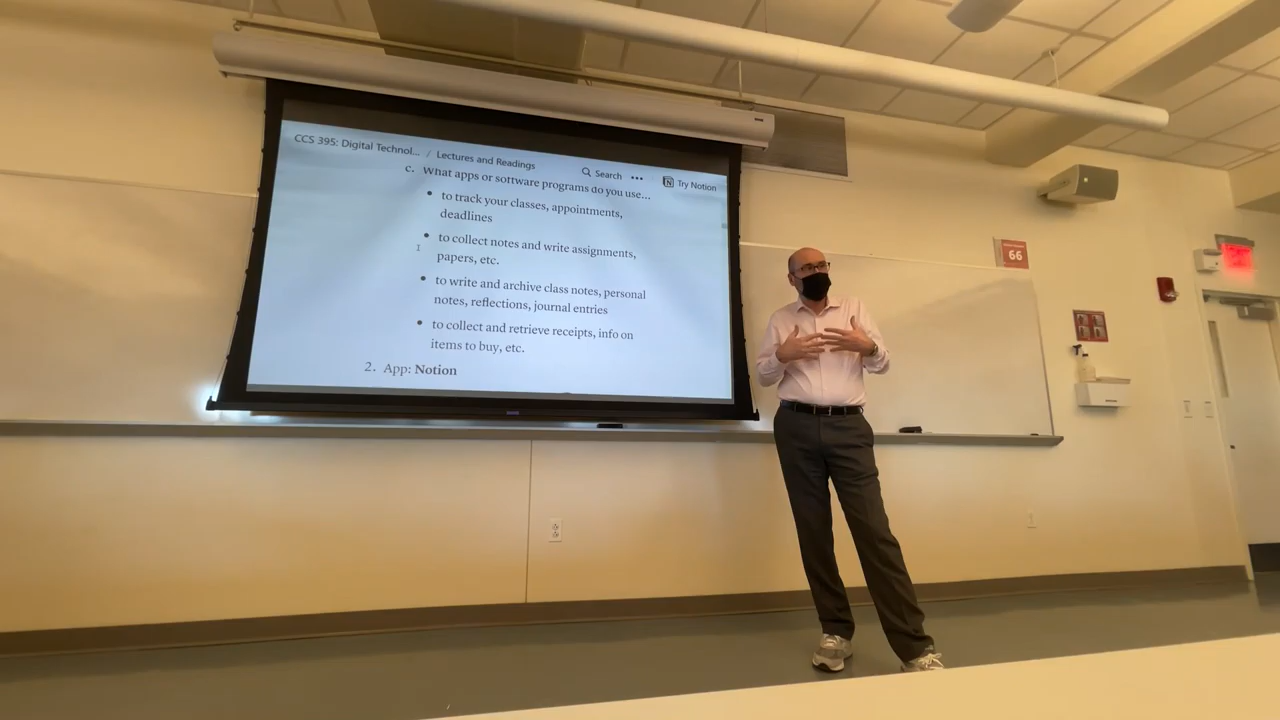 CCS 395: Digital Technol... / Lectures and Readings
Search ••• Try Notion
c. What apps or software programs do you use...
• to track your classes, appointments,
deadlines
• to collect notes and write assignments,
papers, etc.
• to write and archive class notes, personal
notes, reflections, journal entries
• to collect and retrieve receipts, info on
items to buy, etc.
2. App: Notion
66